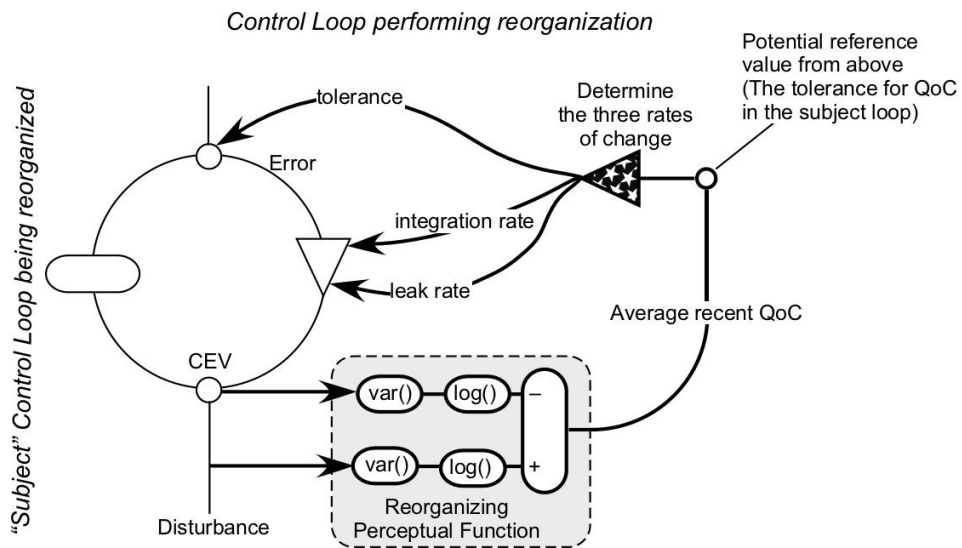 Control Loop performing reorganization
"Subject" Control Loop being reorganized
Potential reference
value from above
(The tolerance for QoC
in the subject loop)
Determine
the three rates
of change
tolerance
Error
integration rate
leak rate
Average recent QoC
CEV
var()
log()
–
var()
log()
+
Reorganizing
Perceptual Function
Disturbance